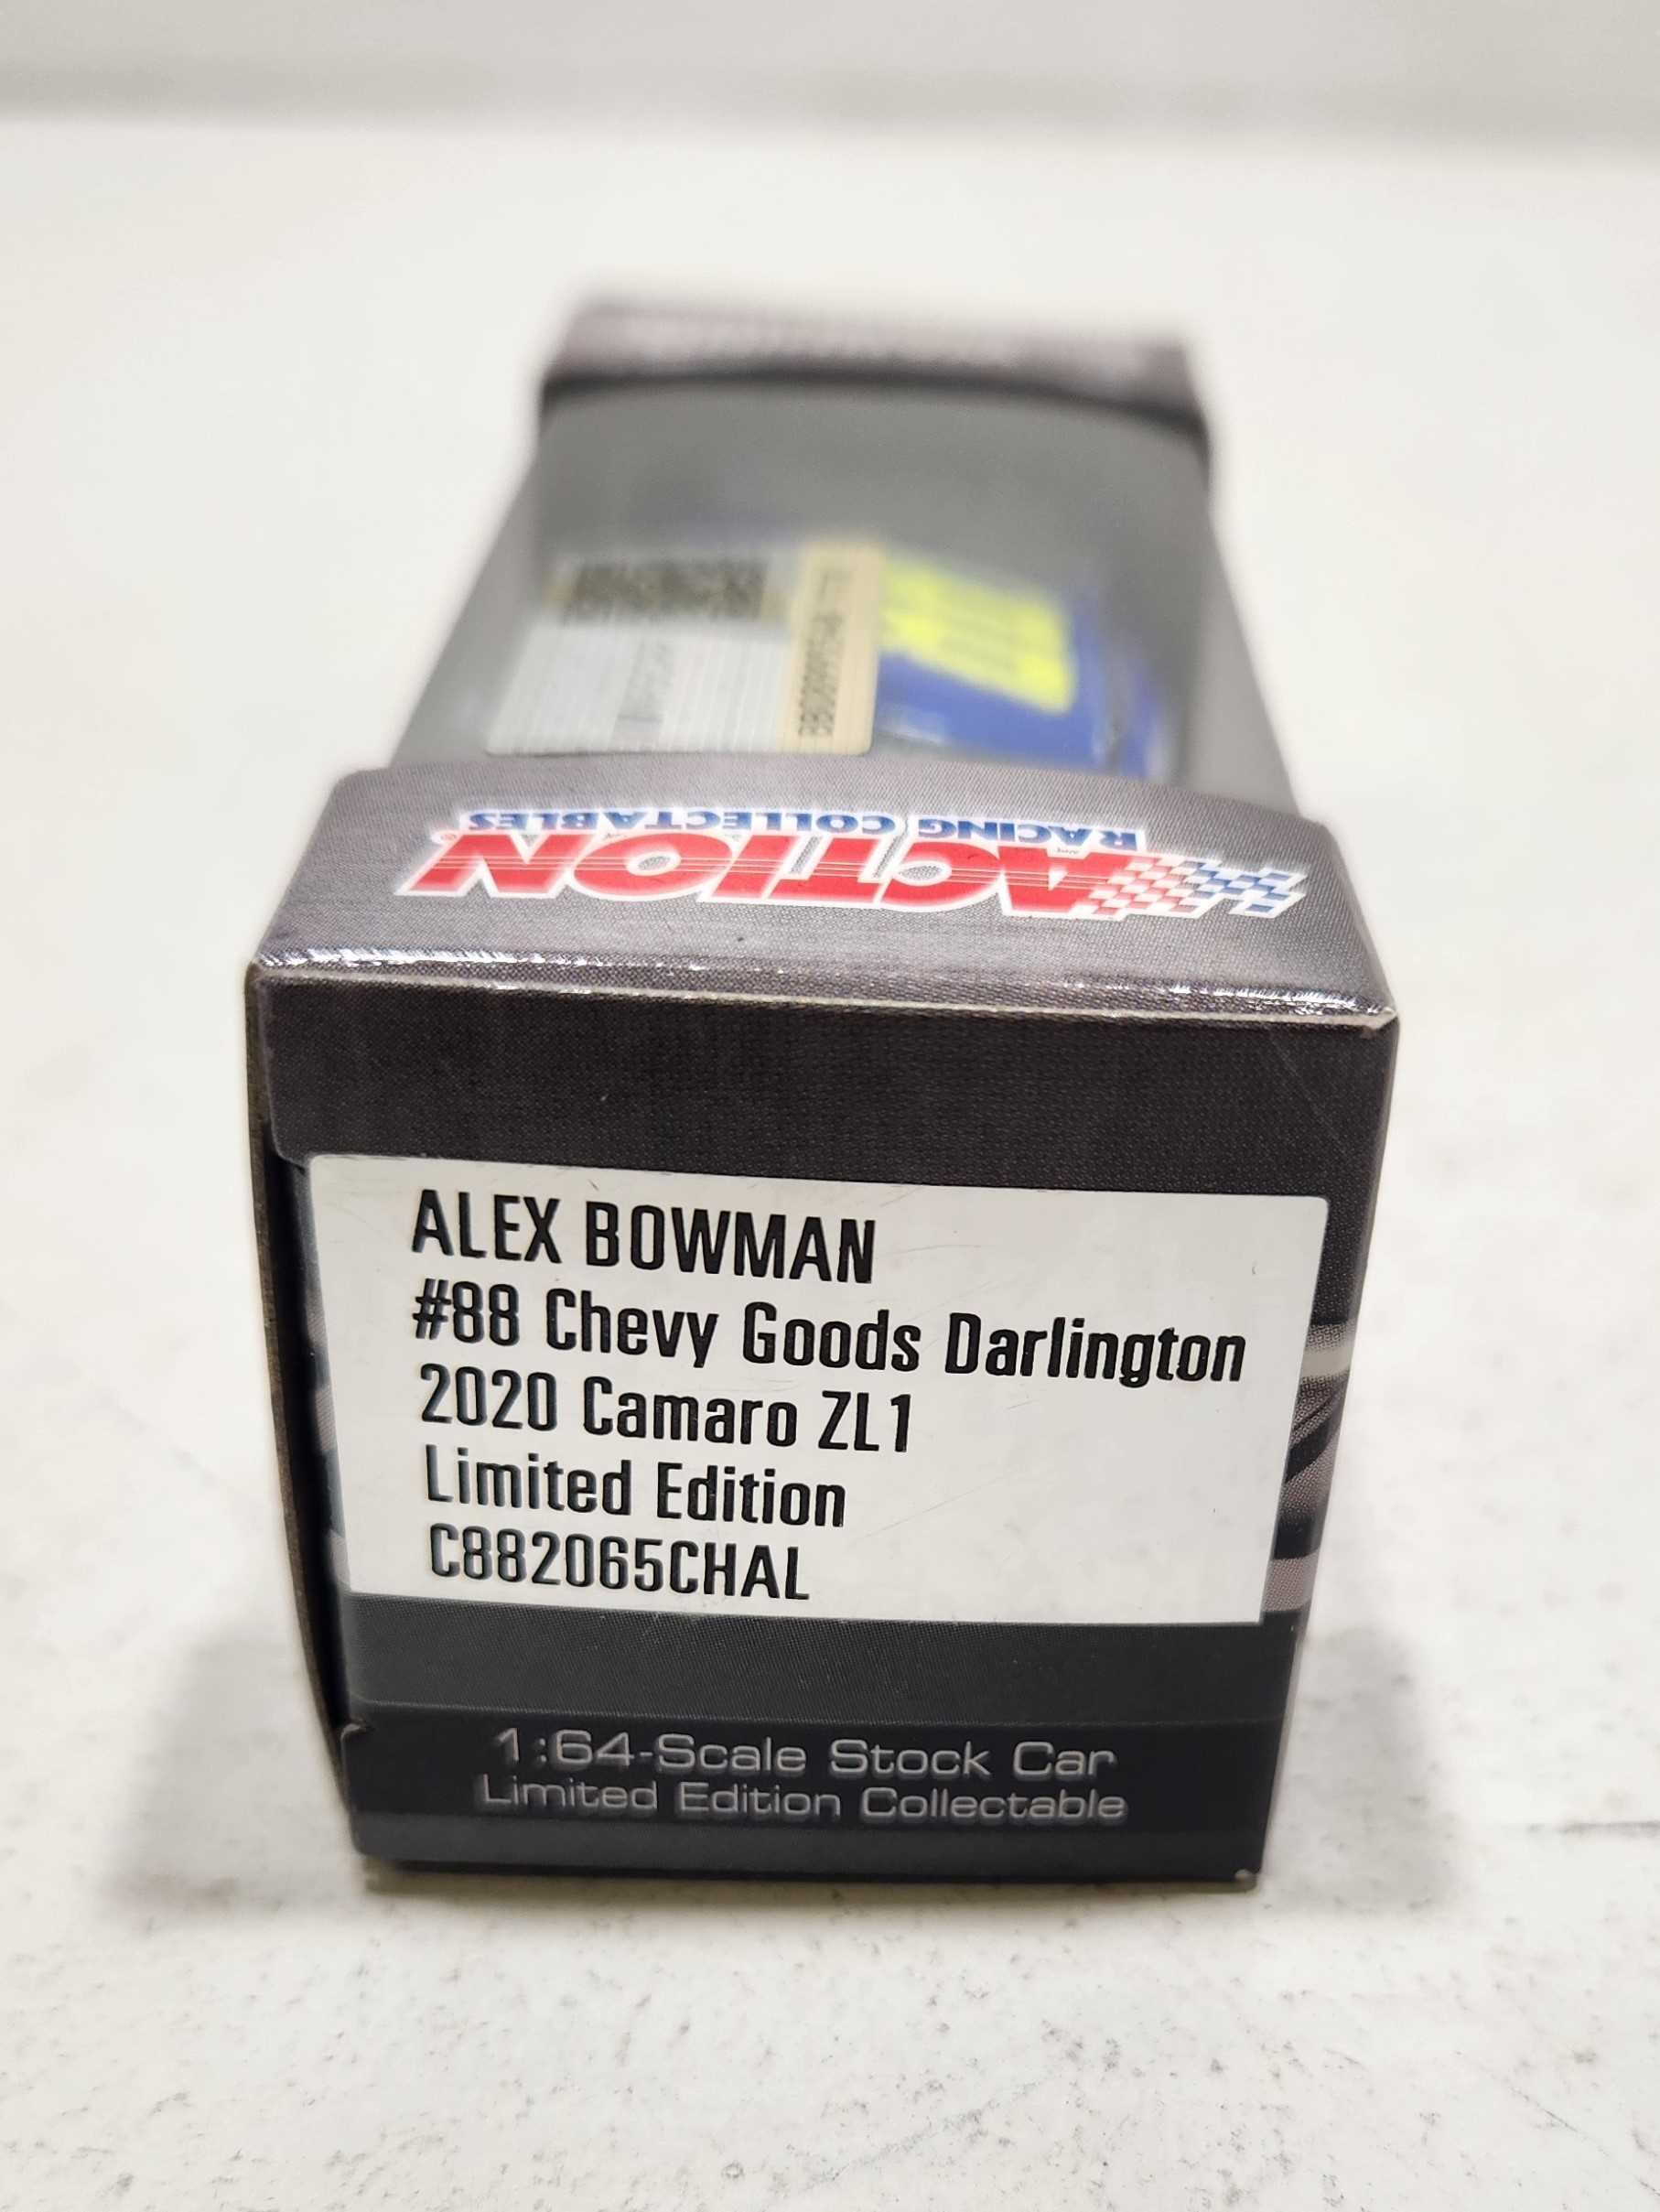 ACTION
RACING COLLECTABLES
ALEX BOWMAN
#88 Chevy Goods Darlington
2020 Camaro ZL1
Limited Edition
C882065CHAL
1:64-Scale Stock Car
Limited Edition Collectable